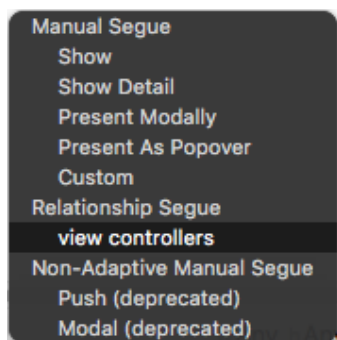 Manual Segue
Show
Show Detail
Present Modally
Present As Popover
Custom
Relationship Segue
view controllers
Non-Adaptive Manual Segue
Push (deprecated)
Modal (deprecated)